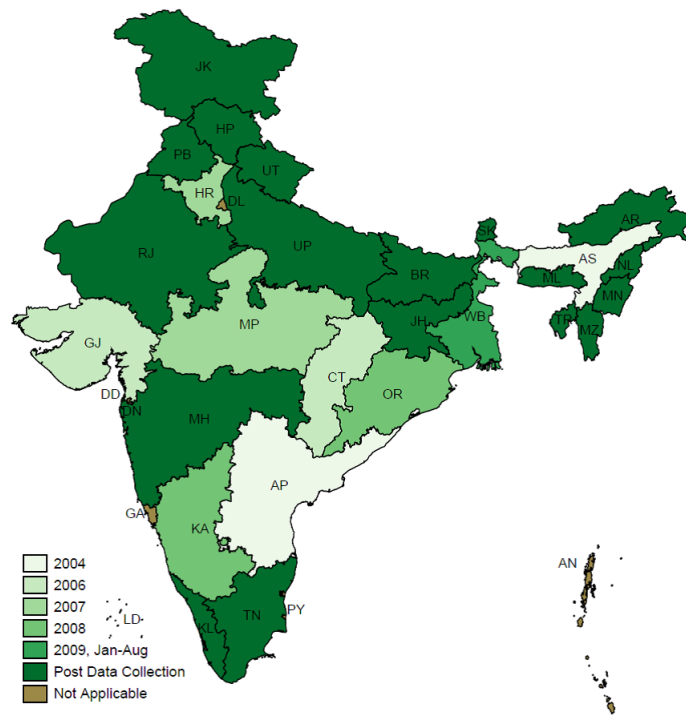 JK
HP
PB
UT
HR
DL
AR
SK
RJ
UP
AS
NL
BR
ML
MN
JH
WB
TR
MZ
MP
GJ
CT
OR
DD
DN
MH
AP
GA
KA
AN
LD
KL
TN
PY
2004
2006
2007
2008
2009, Jan-Aug
Post Data Collection
Not Applicable